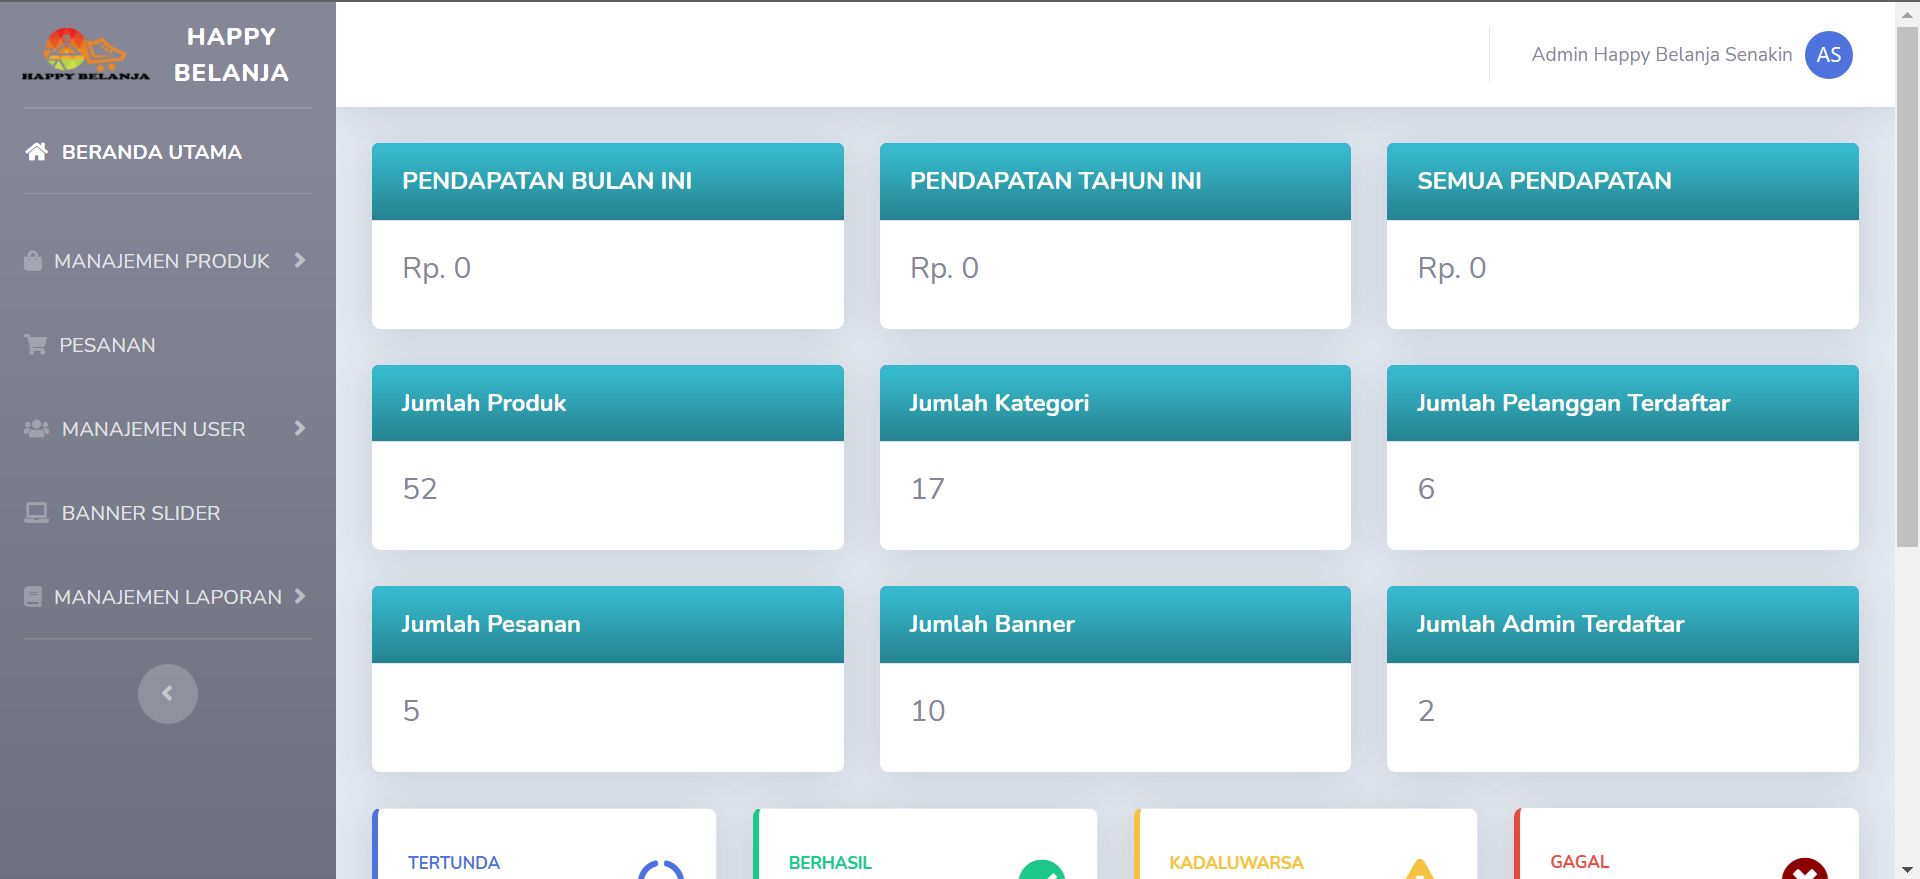 HAPPY BELANJA
HAPPY
BELANJA
BERANDA UTAMA
MANAJEMEN PRODUK
PESANAN
MANAJEMEN USER
BANNER SLIDER
MANAJEMEN LAPORAN
Admin Happy Belanja Senakin
AS
PENDAPATAN BULAN INI
Rp. 0
PENDAPATAN TAHUN INI
Rp. 0
SEMUA PENDAPATAN
Rp. 0
Jumlah Produk
52
Jumlah Kategori
17
Jumlah Pelanggan Terdaftar
6
Jumlah Pesanan
5
Jumlah Banner
10
Jumlah Admin Terdaftar
2
TERTUNDA
BERHASIL
KADALUWARSA
GAGAL